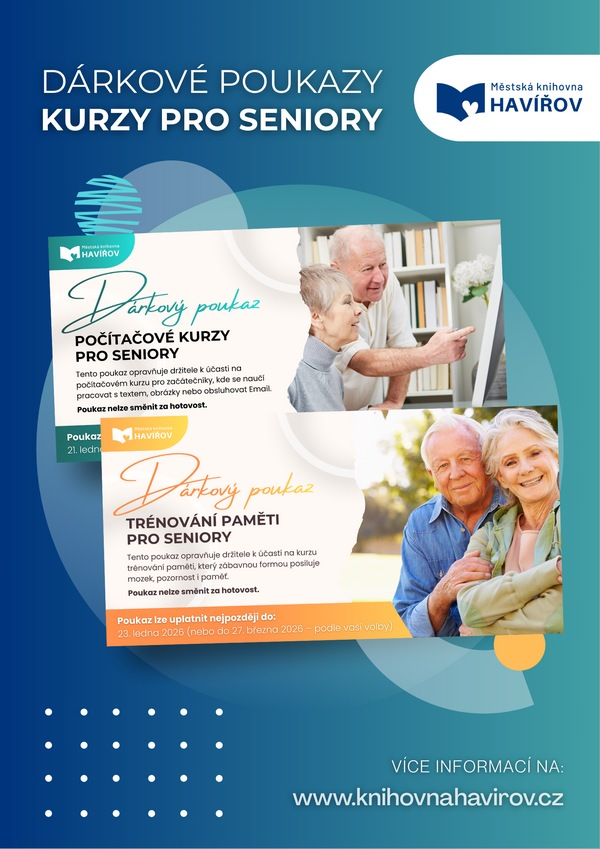 DÁRKOVÉ POUKAZY
KURZY PRO SENIORY
Městská knihovna
HAVÍŘOV
Městská knihovna
HAVÍŘOV
Dárkový poukaz
POČÍTAČOVÉ KURZY
PRO SENIORY
Tento poukaz opravňuje držitele k účasti na
počítačovém kurzu pro začátečníky, kde se naučí
pracovat s textem, obrázky nebo obsluhovat Email.
Poukaz nelze směnit za hotovost.
Poukaz
21. ledna
Městská knihovna
HAVÍŘOV
Dárkový poukaz
TRÉNOVÁNÍ PAMĚTI
PRO SENIORY
Tento poukaz opravňuje držitele k účasti na kurzu
trénování paměti, který zábavnou formou posiluje
mozek, pozornost i paměť.
Poukaz nelze směnit za hotovost.
Poukaz lze uplatnit nejpozději do:
23. ledna 2026 (nebo do 27. března 2026 – podle vaší volby)
VÍCE INFORMACÍ NA:
www.knihovnahavirov.cz